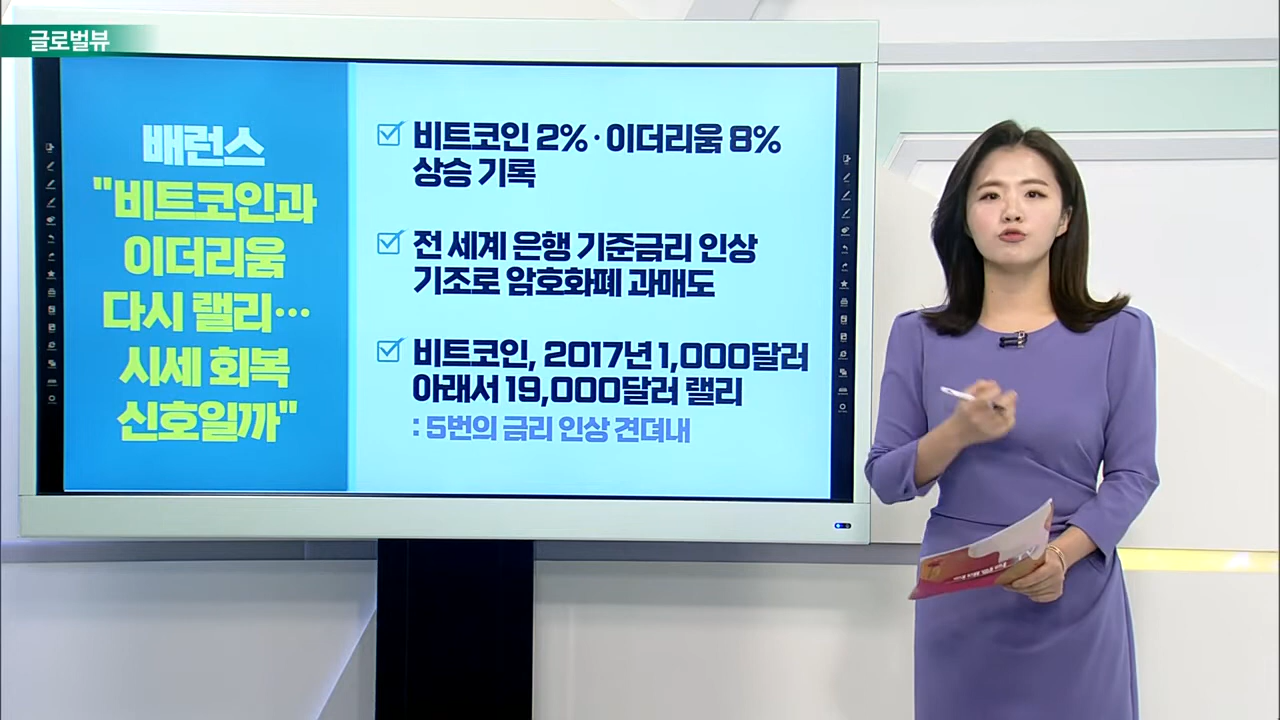 글로벌뷰
배런스
"비트코인과
이더리움
다시 랠리…
시세 회복
신호일까"
비트코인 2%·이더리움 8%
상승 기록
전 세계 은행 기준금리 인상
기조로 암호화폐 과매도
비트코인, 2017년 1,000달러
아래서 19,000달러 랠리
: 5번의 금리 인상 견뎌내